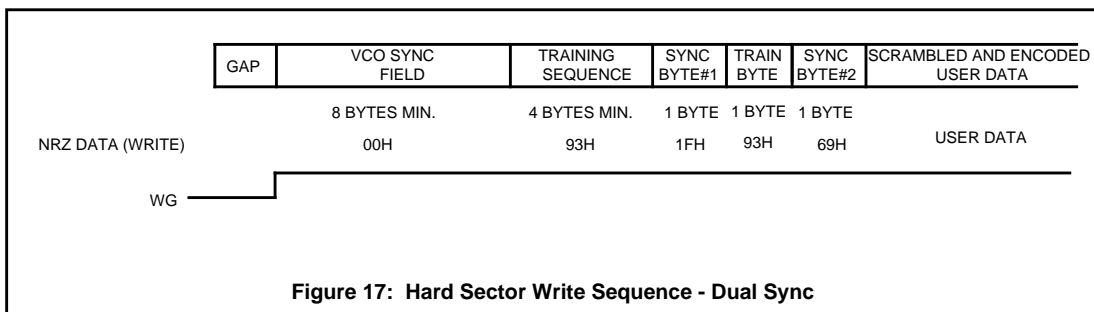 GAP
VCO SYNC
FIELD
TRAINING
SEQUENCE
SYNC
BYTE#1
TRAIN
BYTE
SYNC
BYTE#2
SCRAMBLED AND ENCODED
USER DATA
8 BYTES MIN. 4 BYTES MIN. 1 BYTE 1 BYTE 1 BYTE
NRZ DATA (WRITE) 00H 93H 1FH 93H 69H USER DATA
WG
Figure 17: Hard Sector Write Sequence - Dual Sync